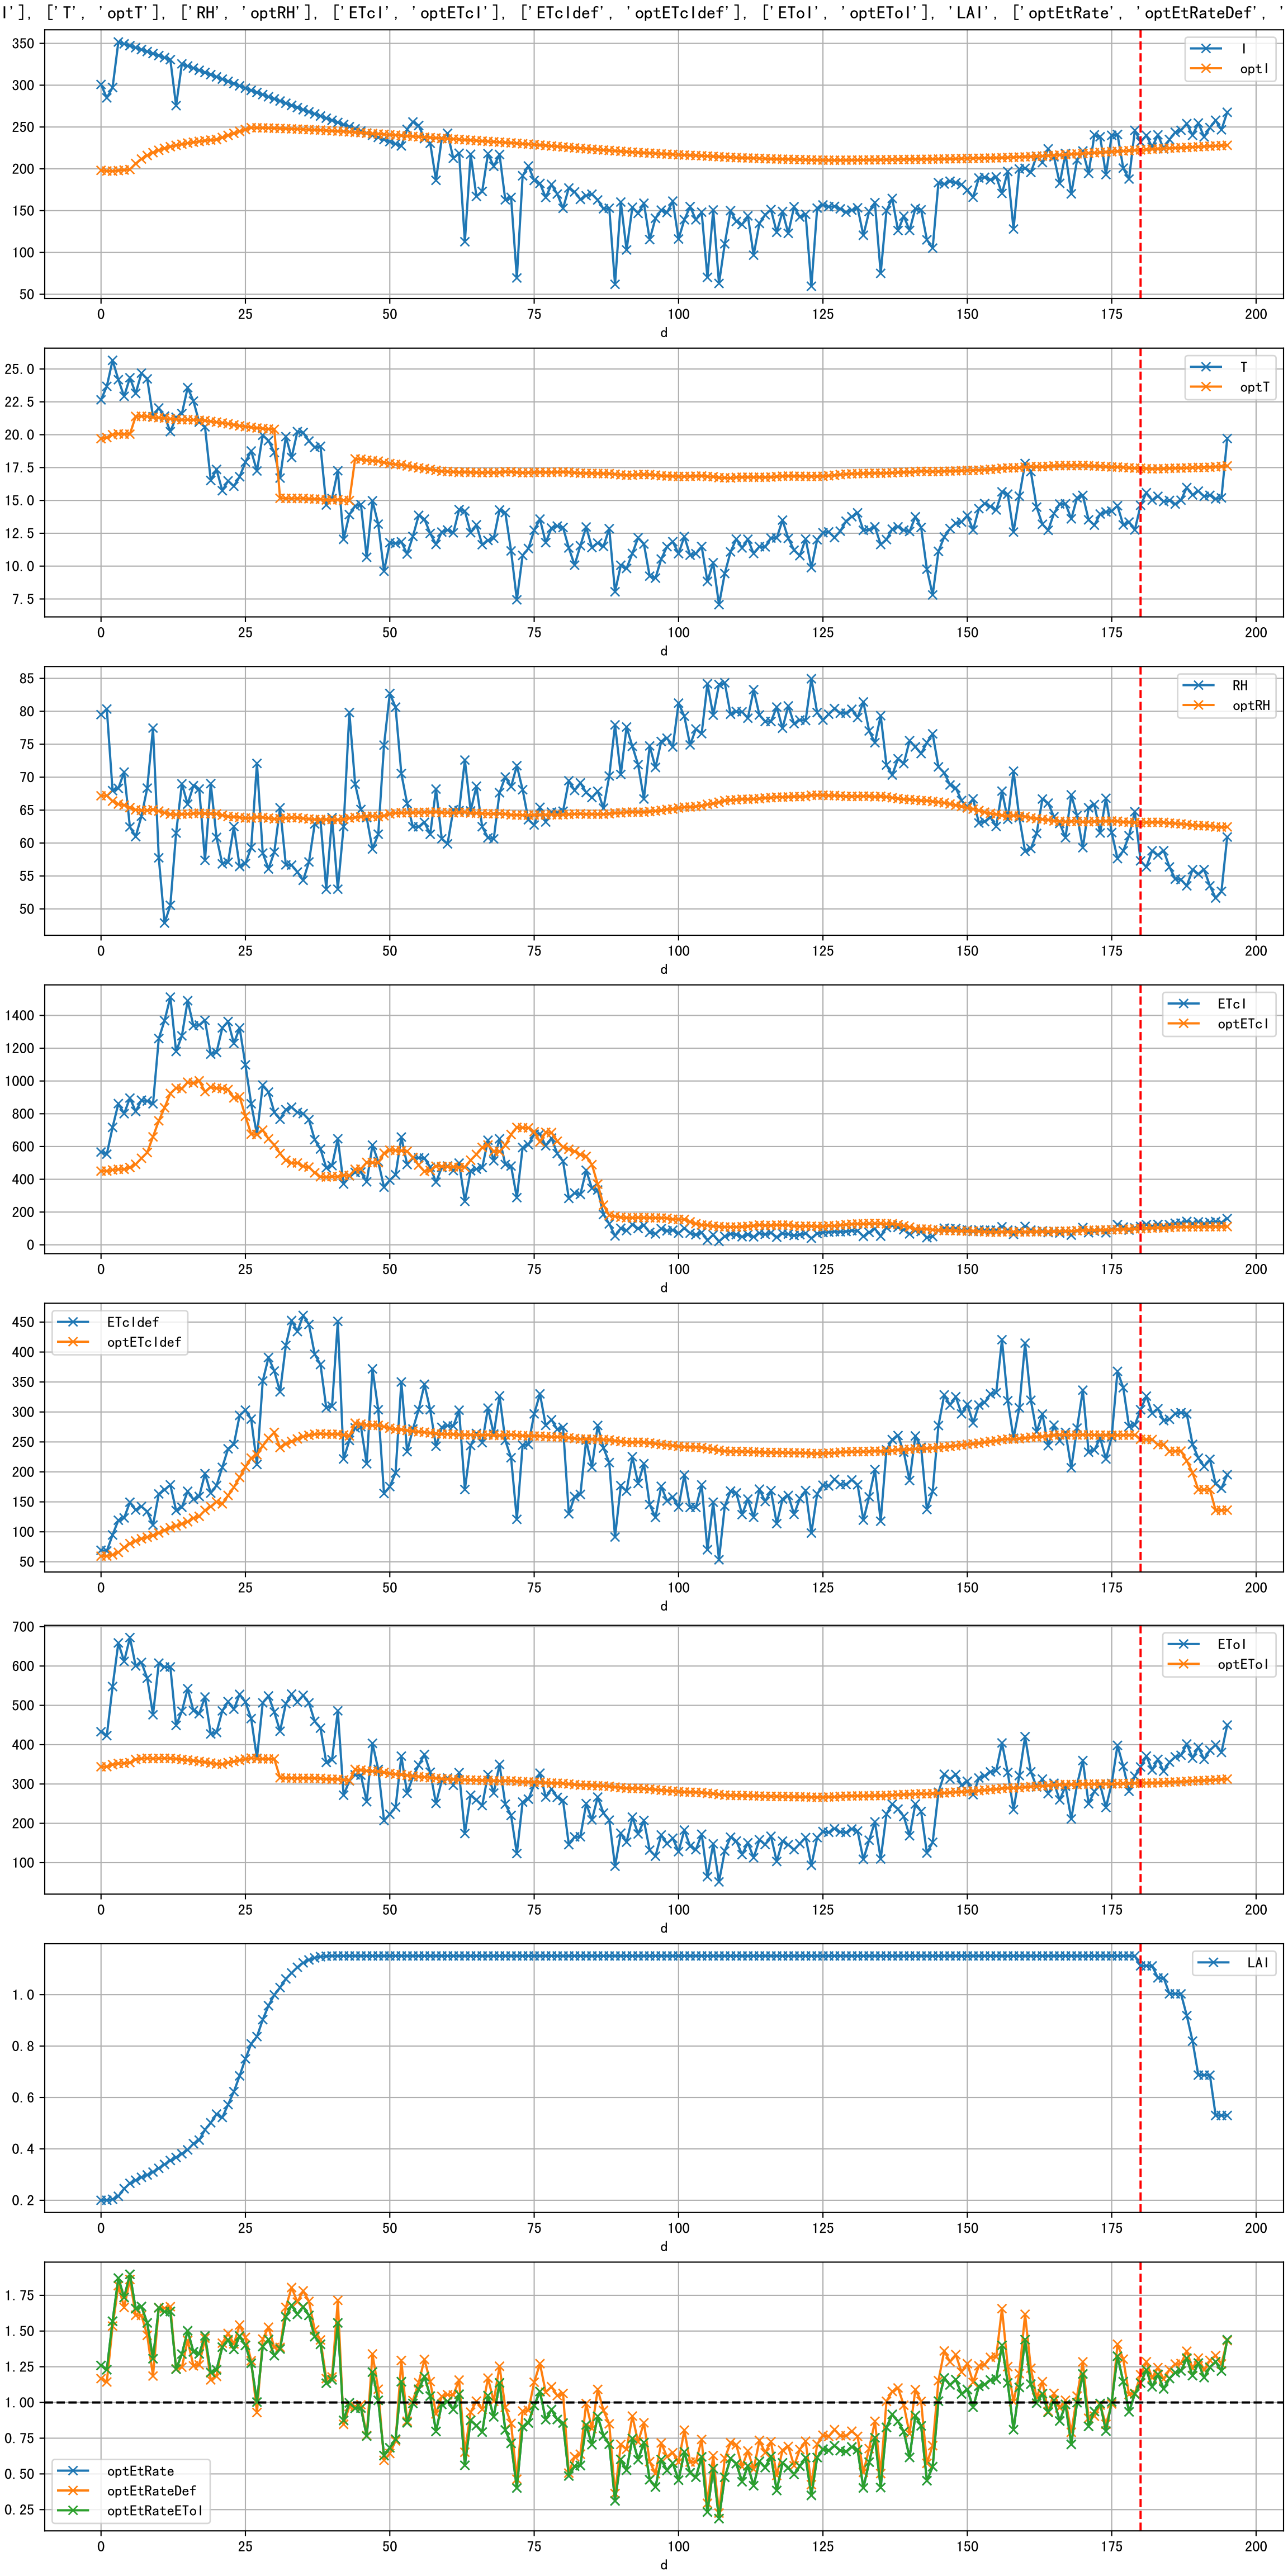 I'], ['T', 'optT'], ['RH', 'optRH'], ['ETcI', 'optETcI'], ['ETcIdef', 'optETcIdef'], ['EToI', 'optEToI'], 'LAI', ['optEtRate', 'optEtRateDef', '
350
300
250
200
150
100
50
I
optI
0 25 50 75 100 125 150 175 200
d
25.0
22.5
20.0
17.5
15.0
12.5
10.0
7.5
T
optT
0 25 50 75 100 125 150 175 200
d
85
80
75
70
65
60
55
50
RH
optRH
0 25 50 75 100 125 150 175 200
d
1400
1200
1000
800
600
400
200
0
ETcI
optETcI
0 25 50 75 100 125 150 175 200
d
450
400
350
300
250
200
150
100
50
ETcIdef
optETcIdef
0 25 50 75 100 125 150 175 200
d
700
600
500
400
300
200
100
EToI
optEToI
0 25 50 75 100 125 150 175 200
d
1.0
0.8
0.6
0.4
0.2
LAI
0 25 50 75 100 125 150 175 200
d
1.75
1.50
1.25
1.00
0.75
0.50
0.25
optEtRate
optEtRateDef
optEtRateEToI
0 25 50 75 100 125 150 175 200
d